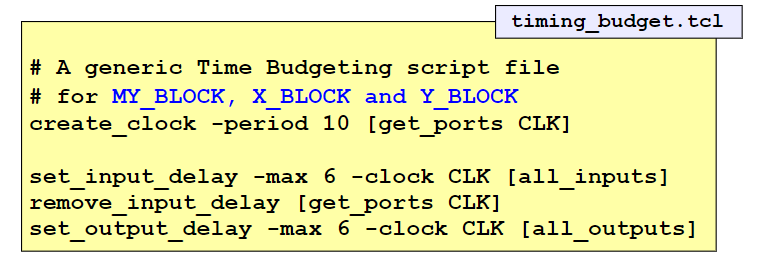 timing_budget.tcl
# A generic Time Budgeting script file
# for MY_BLOCK, X_BLOCK and Y_BLOCK
create_clock -period 10 [get_ports CLK]
set_input_delay -max 6 -clock CLK [all_inputs]
remove_input_delay [get_ports CLK]
set_output_delay -max 6 -clock CLK [all_outputs]